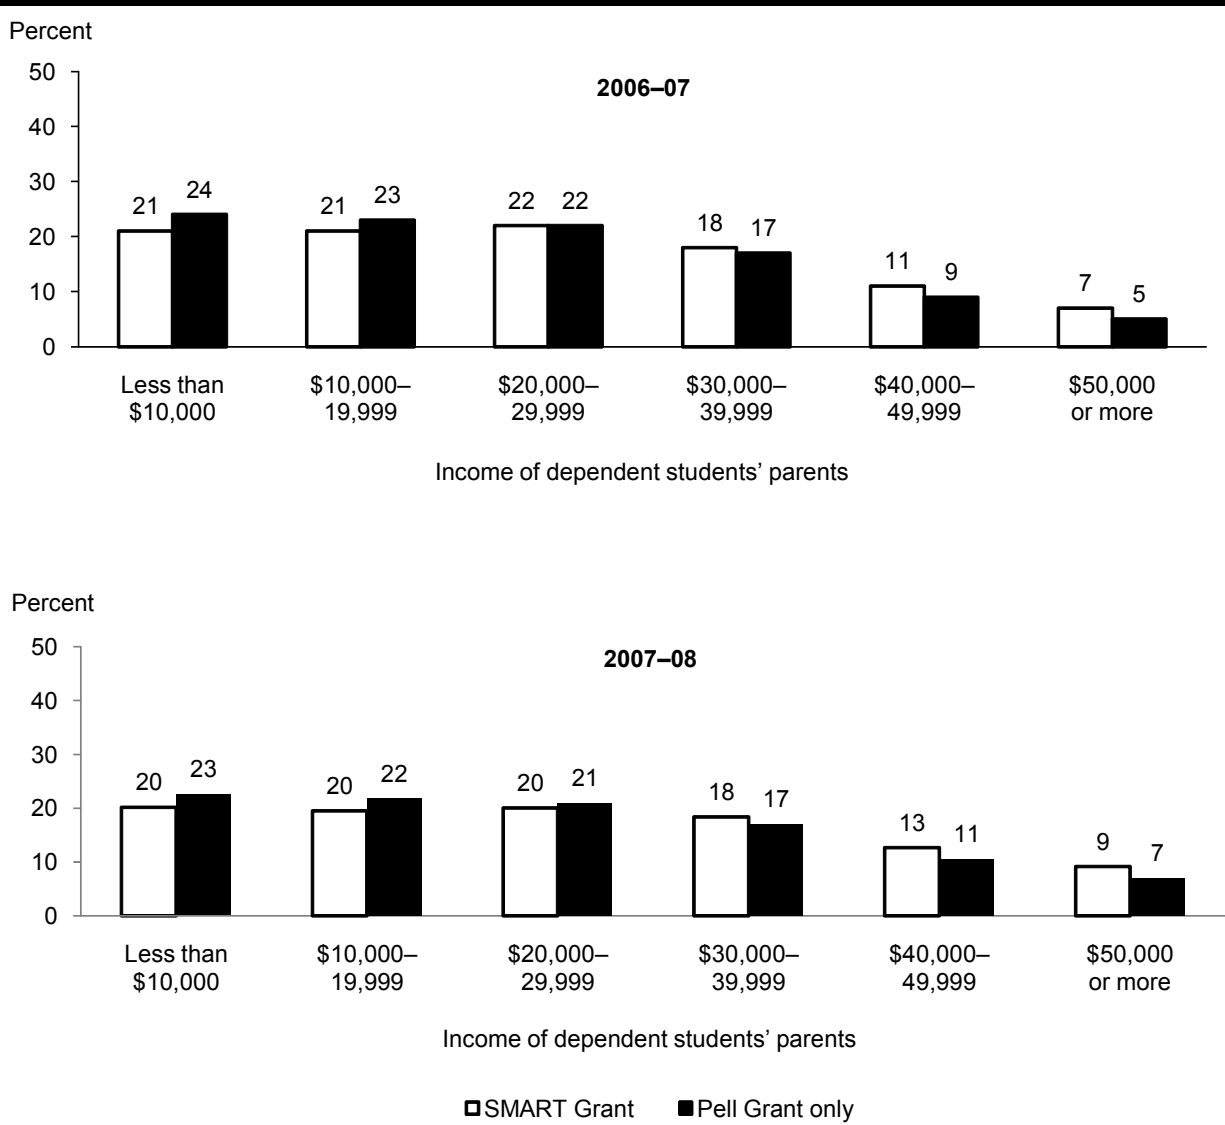 Percent
50
2006–07
40
30
21 24 21 23 22 22 18 17 11 9 7 5
20
10
0
Less than $10,000– $20,000– $30,000– $40,000– $50,000
$10,000 19,999 29,999 39,999 49,999 or more
Income of dependent students’ parents
Percent
50
2007–08
40
30
20 23 20 22 20 21 18 17 13 11 9 7
20
10
0
Less than $10,000– $20,000– $30,000– $40,000– $50,000
$10,000 19,999 29,999 39,999 49,999 or more
Income of dependent students’ parents
SMART Grant Pell Grant only